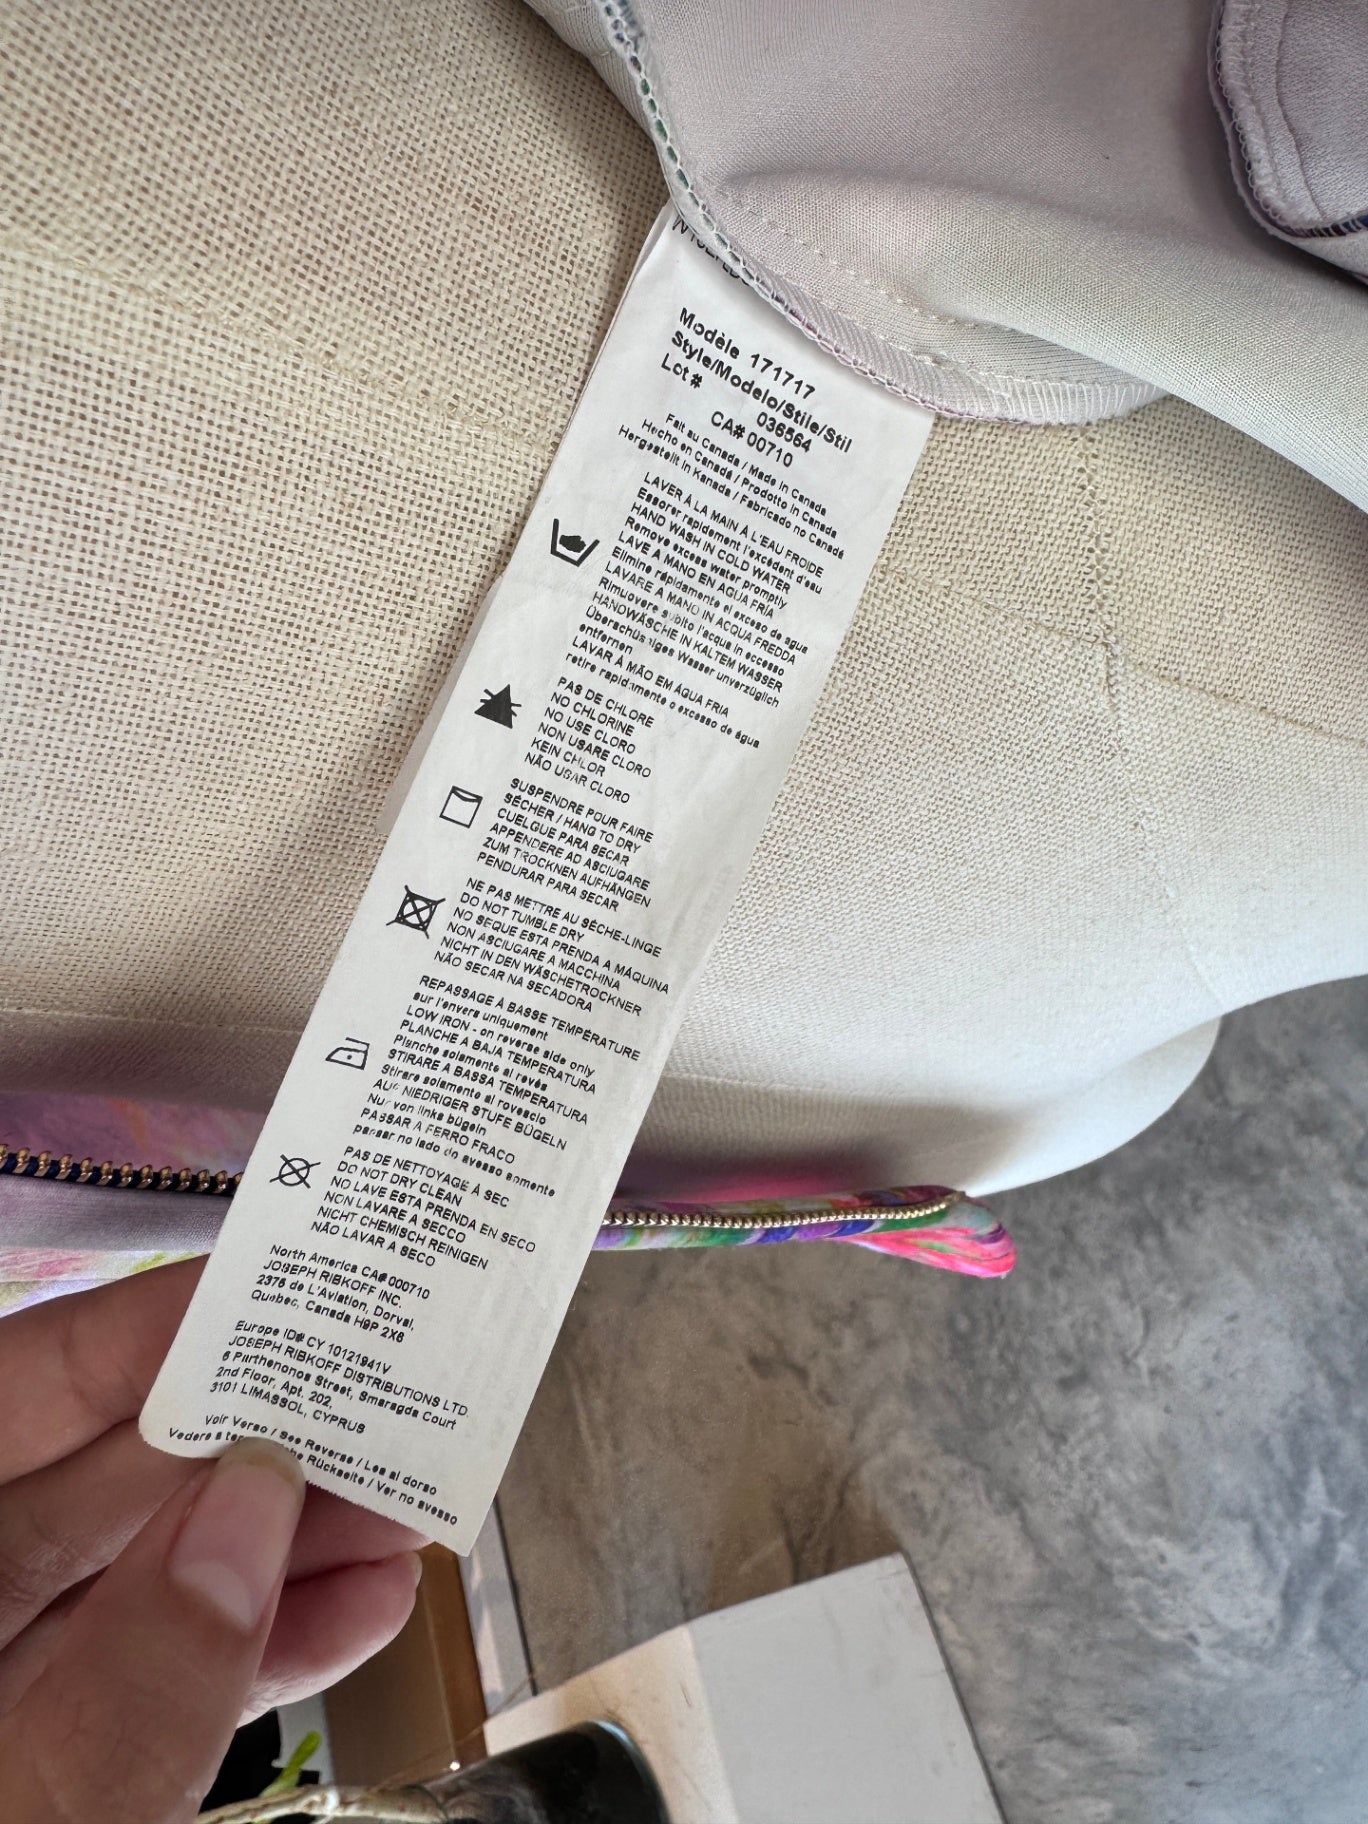 Modèle 171717
Style/Modelo/Stile/Stil
Lot # 036564
CA# 00710
Fait au Canada / Made in Canada
Hecho en Canadá / Prodotto in Canada
Hergestellt in Kanada / Fabricado no Canadé
LAVER À LA MAIN À L'EAU FROIDE
Essorer rapidement l'excédent d'eau
HAND WASH IN COLD WATER
Remove excess water promptly
LAVE A MANO EN AGUA FRIA
Elimine rápidamente el exceso de agua
LAVARE A MANO IN ACQUA FREDDA
Rimuovere subito l'acqua in eccesso
HANDWÄSCHE IN KALTEM WASSER
Überschüssiges Wasser unverzüglich
entfernen
LAVAR À MÃO EM ÁGUA FRIA
retire rapidamente o excesso de água
PAS DE CHLORE
NO CHLORINE
NO USE CLORO
NON USARE CLORO
KEIN CHLOR
NÃO USAR CLORO
SUSPENDRE POUR FAIRE
SÉCHER / HANG TO DRY
CUELGUE PARA SECAR
APPENDERE AD ASCIUGARE
ZUM TROCKNEN AUFHÄNGEN
PENDURAR PARA SECAR
NE PAS METTRE AU SÈCHE-LINGE
DO NOT TUMBLE DRY
NO SEQUE ESTA PRENDA A MÁQUINA
NON ASCIUGARE A MACCHINA
NICHT IN DEN WÄSCHETROCKNER
NÃO SECAR NA SECADORA
REPASSAGE À BASSE TEMPÉRATURE
sur l'envers uniquement
LOW IRON - on reverse side only
PLANCHE A BAJA TEMPERATURA
Planche solamente al revés
STIRARE A BASSA TEMPERATURA
Stirare solamente al rovescio
AUF NIEDRIGER STUFE BÜGELN
Nur von links bügeln
PASSAR A FERRO FRACO
passar no lado do avesso somente
PAS DE NETTOYAGE À SEC
DO NOT DRY CLEAN
NO LAVE ESTA PRENDA EN SECO
NON LAVARE A SECCO
NICHT CHEMISCH REINIGEN
NÃO LAVAR A SECO
North America CA# 000710
JOSEPH RIBKOFF INC.
2375 de L'Aviation, Dorval,
Quebec, Canada H9P 2X6
Europe ID# CY 10121941V
JOSEPH RIBKOFF DISTRIBUTIONS LTD.
6 Parthenonos Street, Smaragda Court
2nd Floor, Apt. 202,
3101 LIMASSOL, CYPRUS
Voir Verso / See Reverse / Lea al dorso
Vedere a Rückseite / Ver no avesso